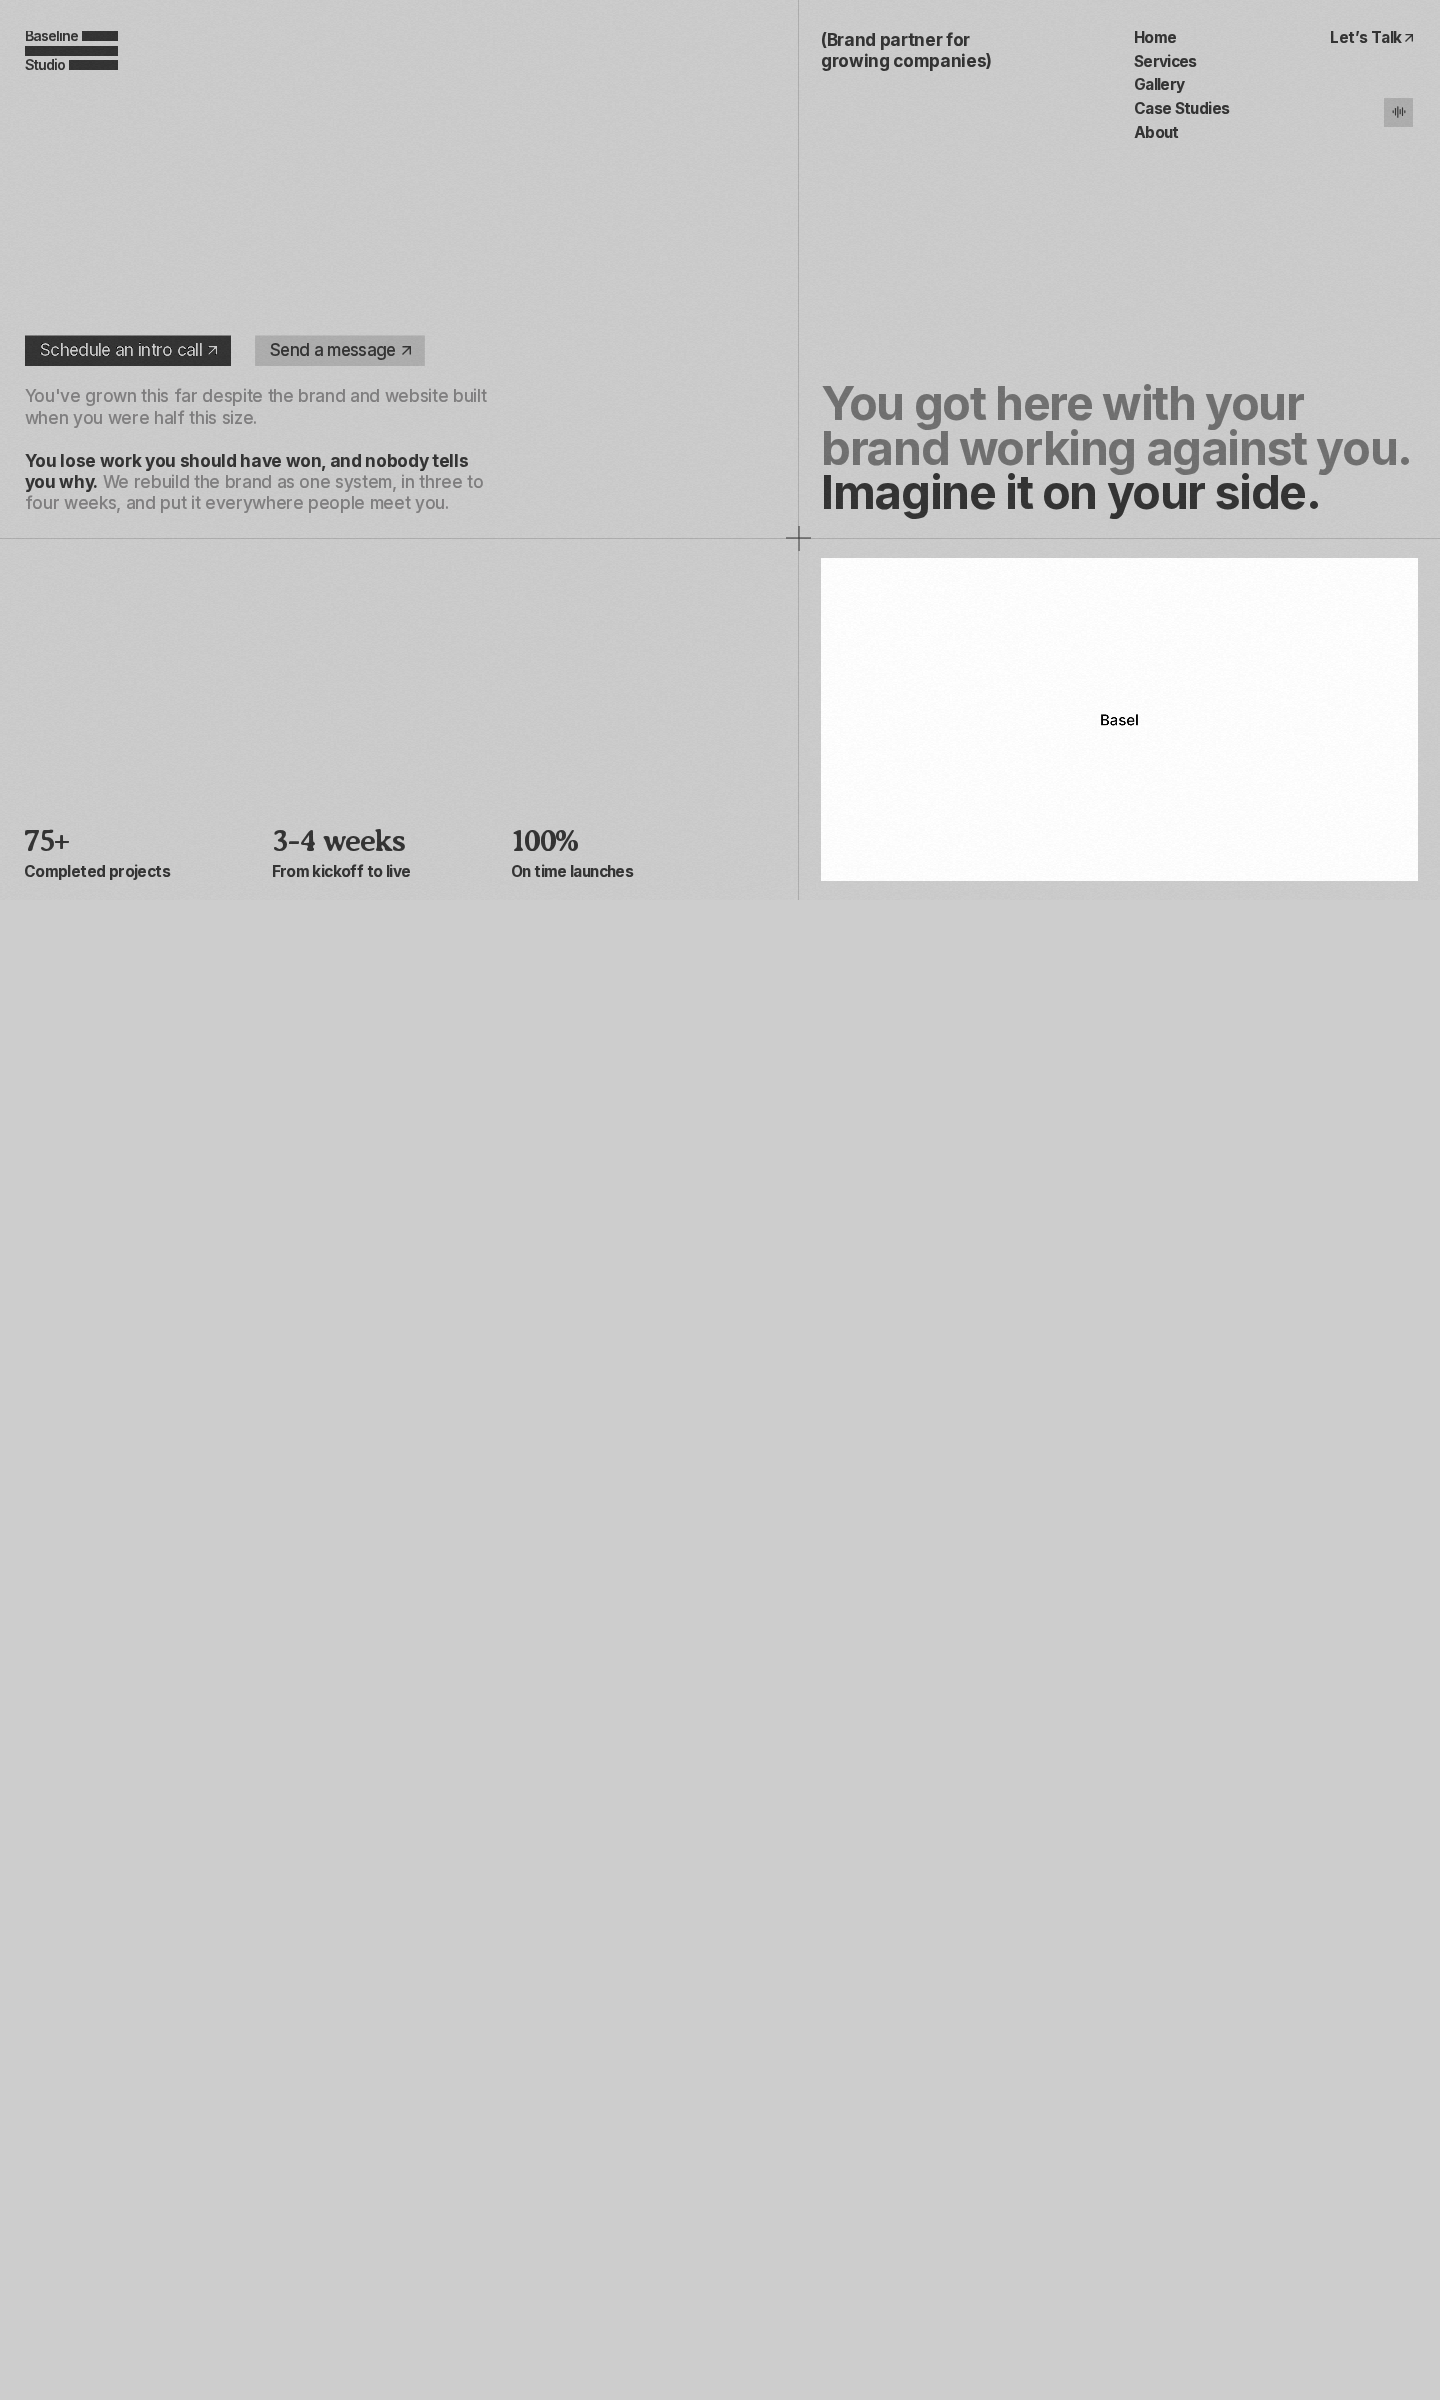 Baseline
Studio
(Brand partner for
growing companies)
Home
Services
Gallery
Case Studies
About
Let’s Talk
Schedule an intro call
Send a message
You've grown this far despite the brand and website built
when you were half this size.
You lose work you should have won, and nobody tells
you why. We rebuild the brand as one system, in three to
four weeks, and put it everywhere people meet you.
You got here with your
brand working against you.
Imagine it on your side.
Basel
75+
Completed projects
3-4 weeks
From kickoff to live
100%
On time launches